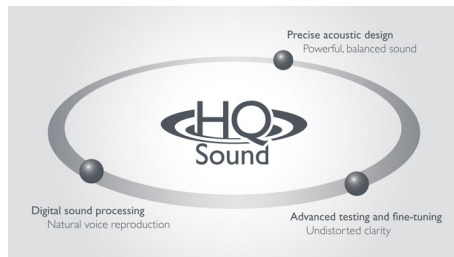 Precise acoustic design
Powerful, balanced sound
HQ
Sound
Digital sound processing
Natural voice reproduction
Advanced testing and fine-tuning
Undistorted clarity